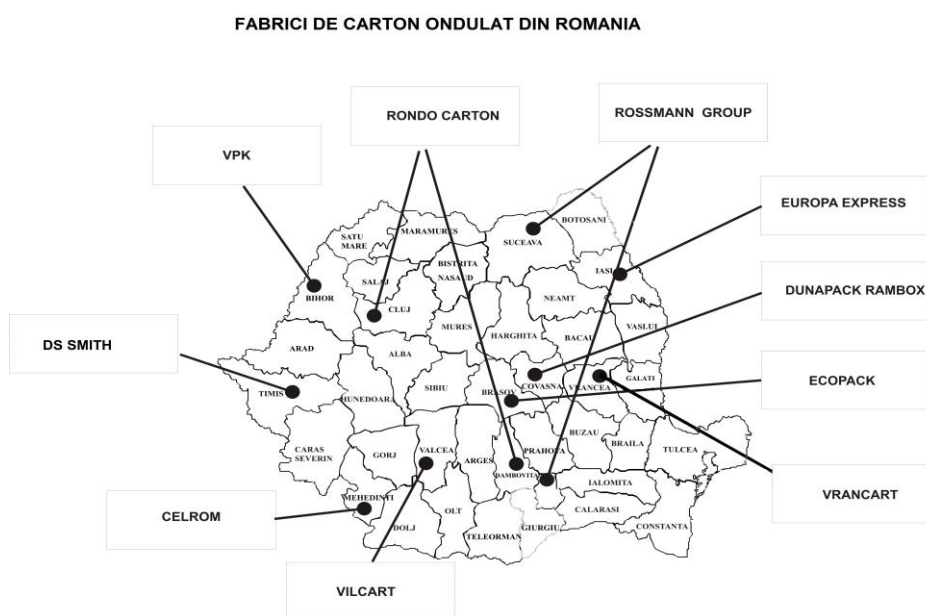 FABRICI DE CARTON ONDULAT DIN ROMANIA
RONDO CARTON
ROSSMANN GROUP
VPK
EUROPA EXPRESS
DUNAPACK RAMBOX
DS SMITH
ECOPACK
VRANCART
CELROM
VILCART
SATU
MARE
MARAMURES
SUCEAVA
BOTOSANI
BISTRITA
NASAUD
IASI
SALAJ
BIHOR
CLUJ
NEAMT
MURES
HARGHITA
BACAU
VASLUI
ARAD
ALBA
TIMIS
HUNEDOARA
SIBIU
BRASOV
COVASNA
VRANCEA
GALATI
CARAS
SEVERIN
GORJ
VALCEA
ARGES
DAMBOVITA
PRAHOVA
BUZAU
BRAILA
TULCEA
MEHEDINTI
DOLJ
OLT
TELEORMAN
GIURGIU
IALOMITA
CALARASI
CONSTANTA